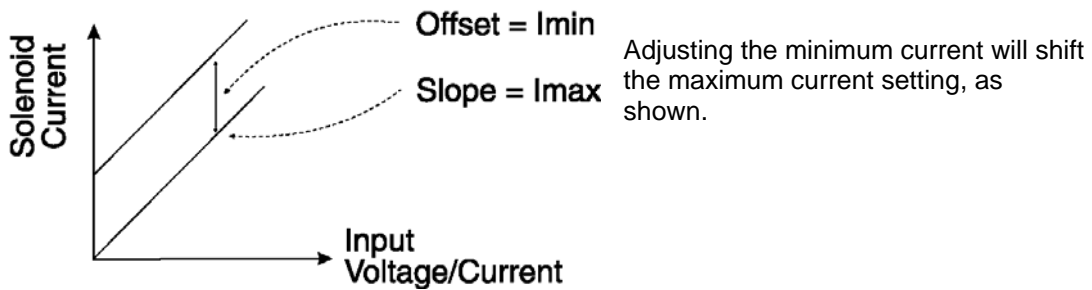 Solenoid
Current
Offset = Imin
Slope = Imax
Adjusting the minimum current will shift
the maximum current setting, as
shown.
Input
Voltage/Current